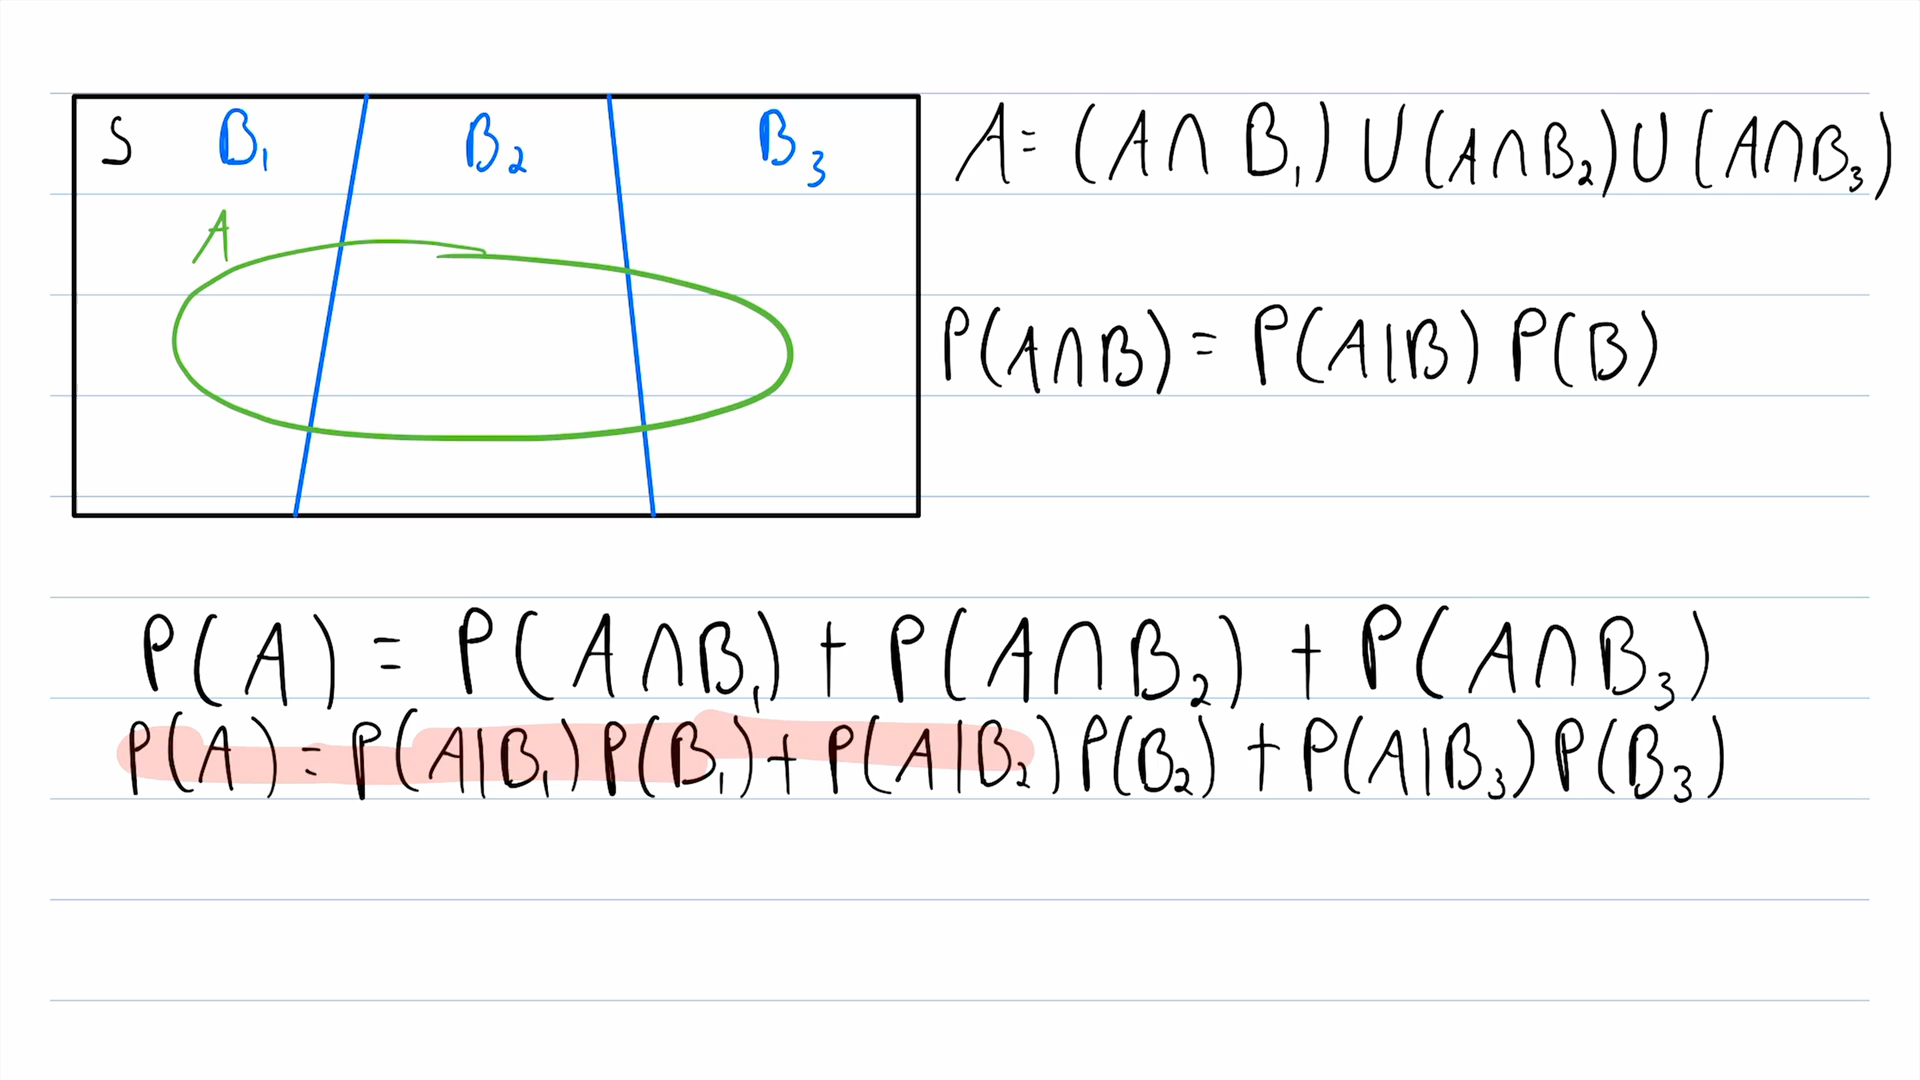 S B₁ B₂ B₃
A
A = (A∩B₁) ∪ (A∩B₂) ∪ (A∩B₃)
P(A∩B) = P(A|B) P(B)
P(A) = P(A∩B₁) + P(A∩B₂) + P(A∩B₃)
P(A) = P(A|B₁)P(B₁) + P(A|B₂)P(B₂) + P(A|B₃)P(B₃)